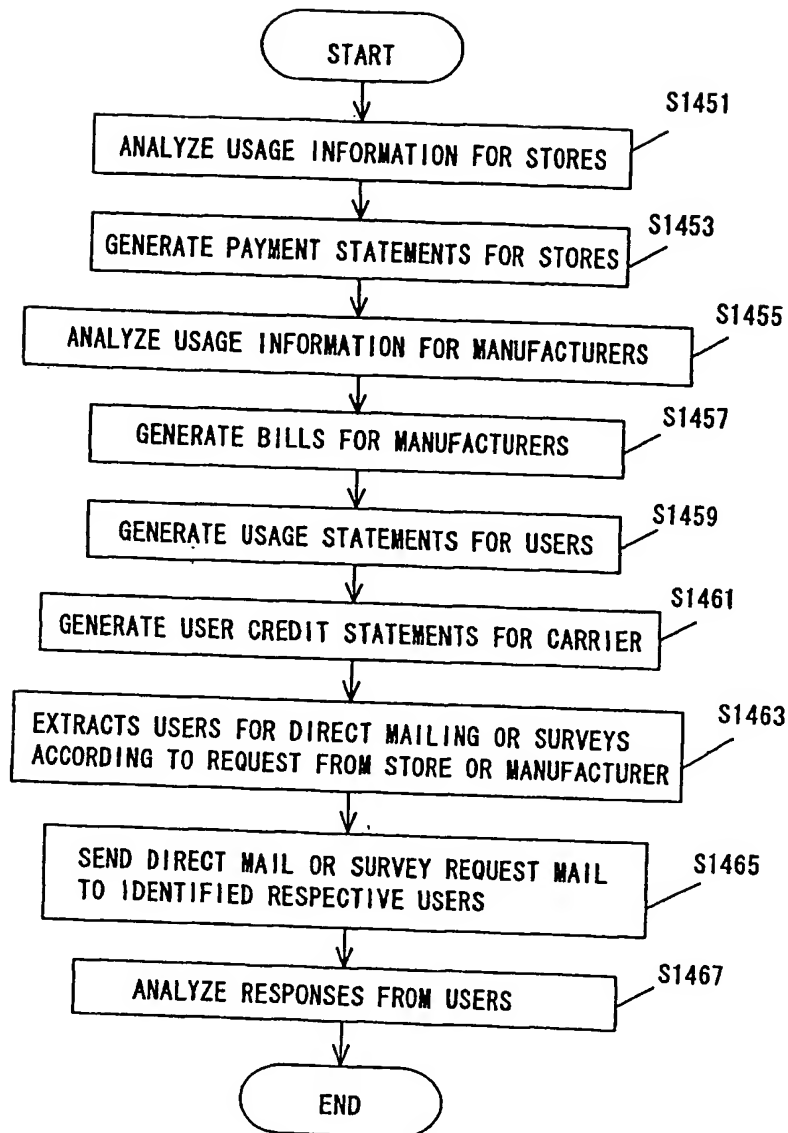 START
S1451
ANALYZE USAGE INFORMATION FOR STORES
S1453
GENERATE PAYMENT STATEMENTS FOR STORES
S1455
ANALYZE USAGE INFORMATION FOR MANUFACTURERS
S1457
GENERATE BILLS FOR MANUFACTURERS
S1459
GENERATE USAGE STATEMENTS FOR USERS
S1461
GENERATE USER CREDIT STATEMENTS FOR CARRIER
S1463
EXTRACTS USERS FOR DIRECT MAILING OR SURVEYS
ACCORDING TO REQUEST FROM STORE OR MANUFACTURER
S1465
SEND DIRECT MAIL OR SURVEY REQUEST MAIL
TO IDENTIFIED RESPECTIVE USERS
S1467
ANALYZE RESPONSES FROM USERS
END